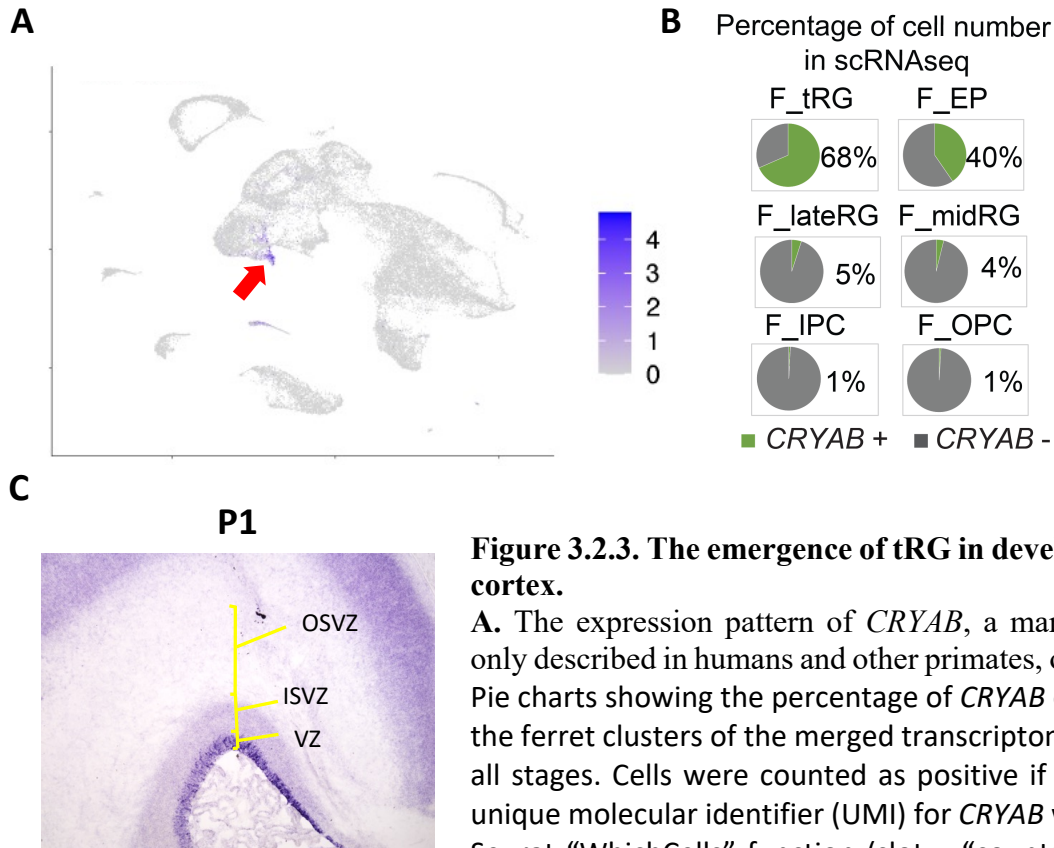 A
B Percentage of cell number
in scRNAseq
F_tRG F_EP
68% 40%
F_lateRG F_midRG
5% 4%
F_IPC F_OPC
1% 1%
CRYAB + CRYAB -
4
3
2
1
0
C
P1
OSVZ
ISVZ
VZ
Figure 3.2.3. The emergence of tRG in deve
cortex.
A. The expression pattern of CRYAB, a mar
only described in humans and other primates,
Pie charts showing the percentage of CRYAB
the ferret clusters of the merged transcripto
all stages. Cells were counted as positive if
unique molecular identifier (UMI) for CRYAB
"WhichCells" function